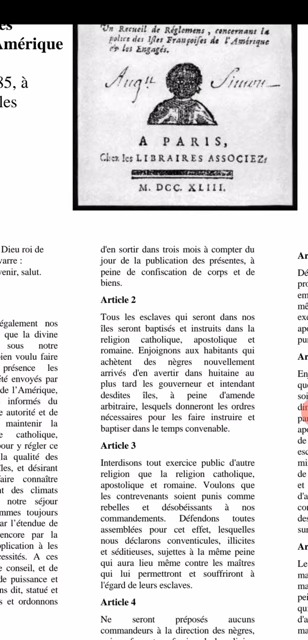 es
Amérique
85, à
les
Un Recueil de Réglemens, concernant la
police des Isles Françoises de l'Amérique
& les Engagés.
Augte Simon
A PARIS,
Chez les LIBRAIRES ASSOCIEZ,
M. DCC. XLIII.
Dieu roi de
varre :
venir, salut.
également nos
que la divine
sous notre
bien voulu faire
présence les
été envoyés par
de l'Amérique,
informés du
autorité et de
maintenir la
catholique,
pour y régler ce
la qualité des
les, et désirant
faire connaître
nt des climats
notre séjour
mmes toujours
ar l'étendue de
encore par la
pplication à les
cessités. A ces
e conseil, et de
de puissance et
ns dit, statué et
s et ordonnons
d'en sortir dans trois mois à compter du
jour de la publication des présentes, à
peine de confiscation de corps et de
biens.
Article 2
Tous les esclaves qui seront dans nos
îles seront baptisés et instruits dans la
religion catholique, apostolique et
romaine. Enjoignons aux habitants qui
achètent des nègres nouvellement
arrivés d'en avertir dans huitaine au
plus tard les gouverneur et intendant
desdites îles, à peine d'amende
arbitraire, lesquels donneront les ordres
nécessaires pour les faire instruire et
baptiser dans le temps convenable.
Article 3
Interdisons tout exercice public d'autre
religion que la religion catholique,
apostolique et romaine. Voulons que
les contrevenants soient punis comme
rebelles et désobéissants à nos
commandements. Défendons toutes
assemblées pour cet effet, lesquelles
nous déclarons conventicules, illicites
et séditieuses, sujettes à la même peine
qui aura lieu même contre les maîtres
qui lui permettront et souffriront à
l'égard de leurs esclaves.
Article 4
Ne seront préposés aucuns
commandeurs à la direction des nègres,